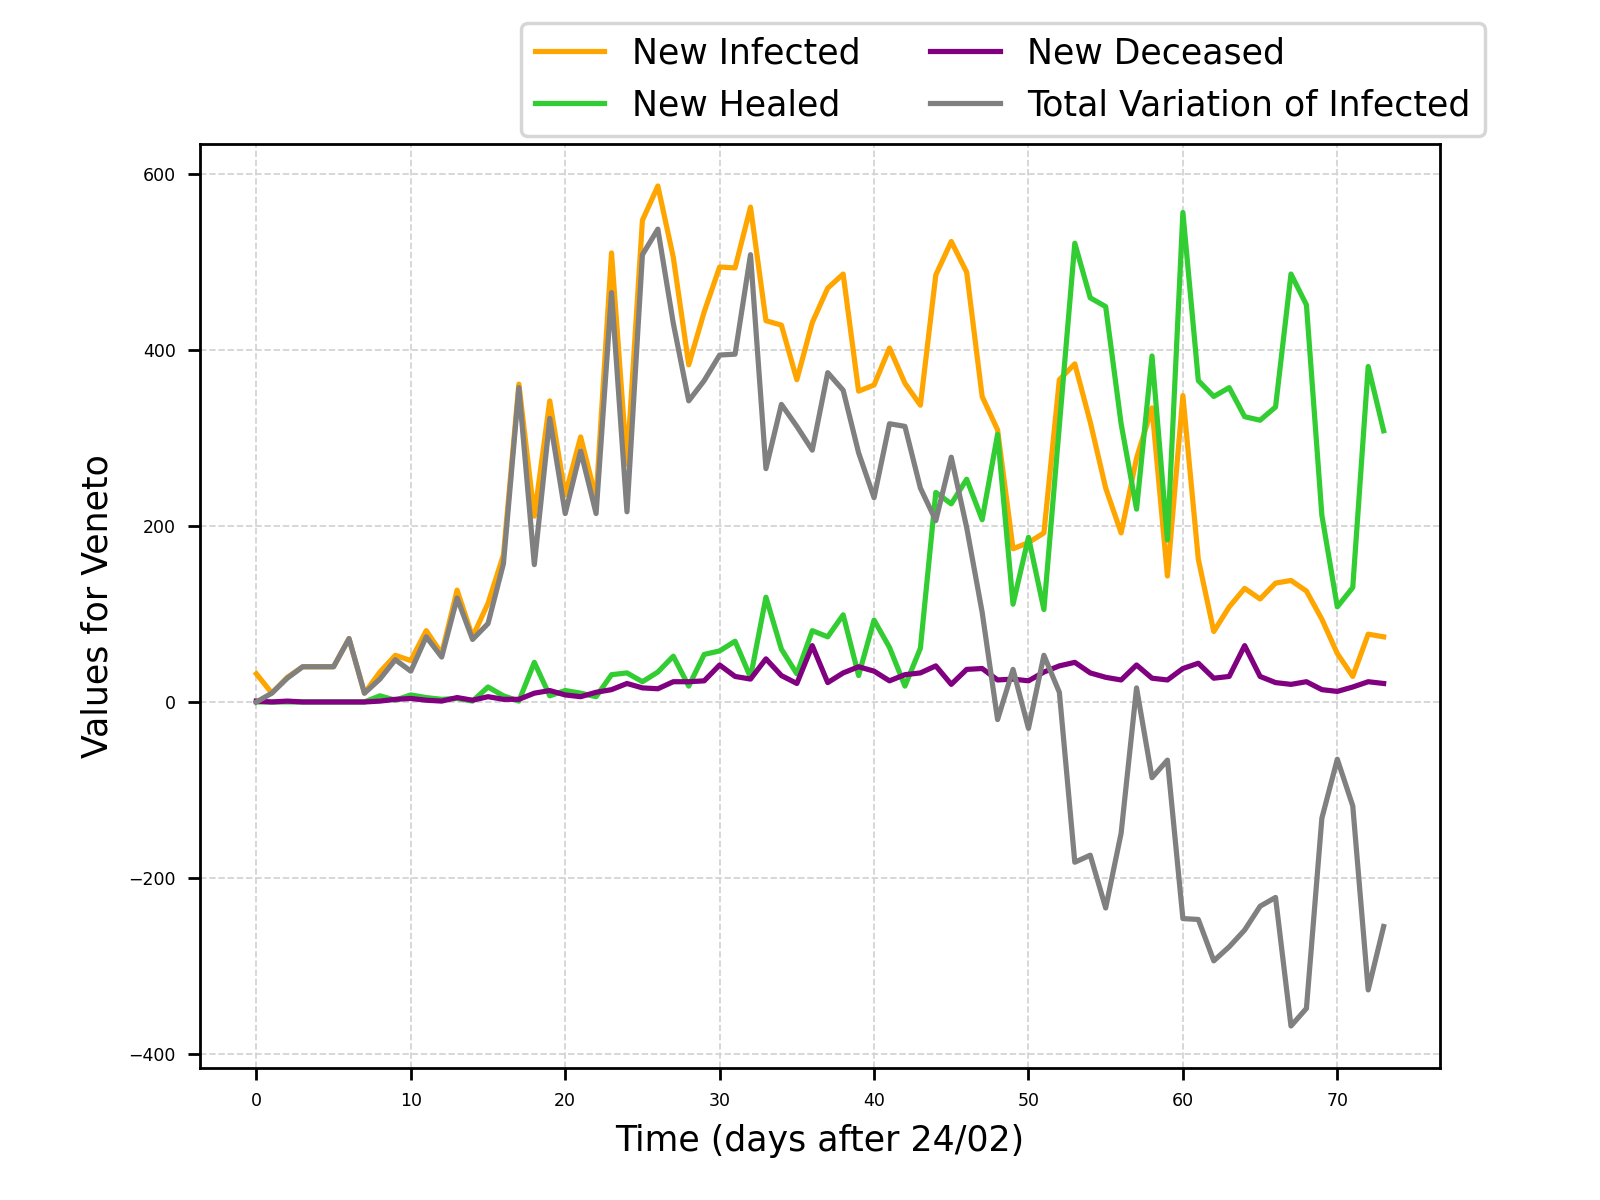 New Infected
New Deceased
New Healed
Total Variation of Infected
600
400
200
0
−200
−400
Values for Veneto
0 10 20 30 40 50 60 70
Time (days after 24/02)